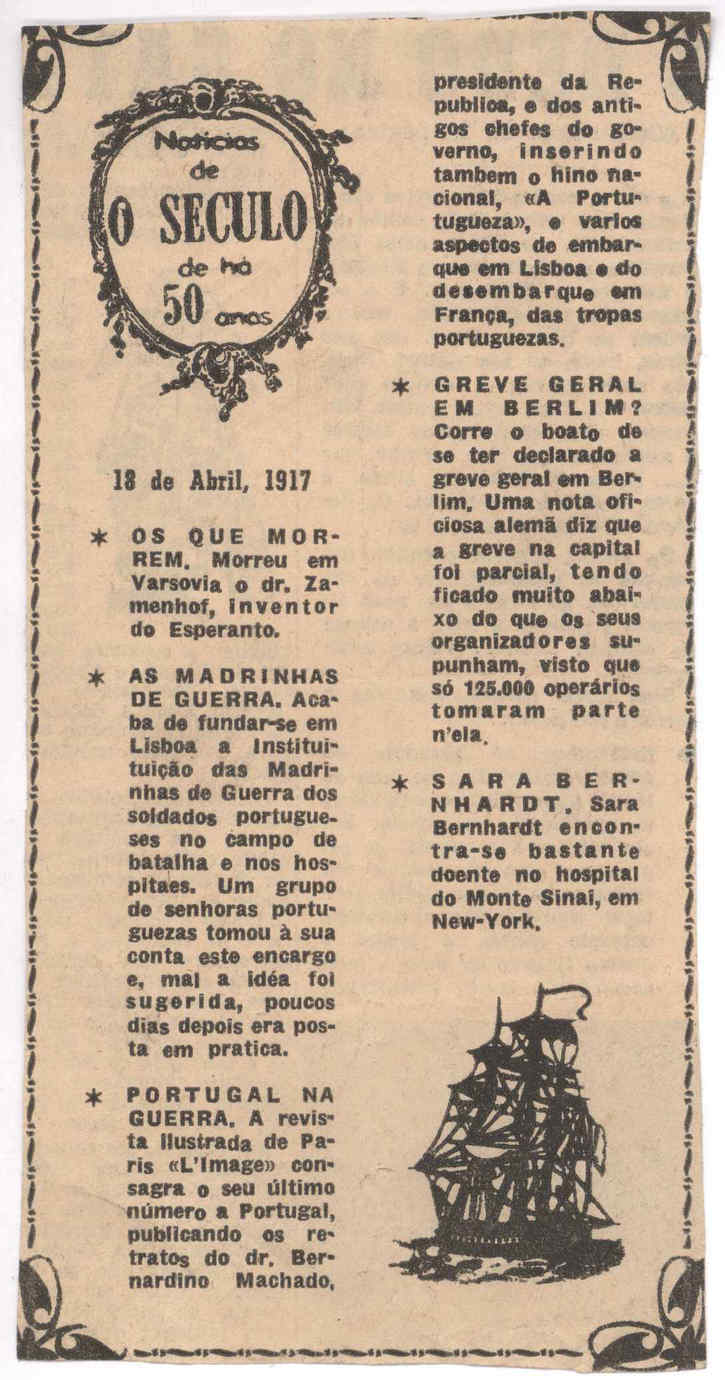 Notícias
de
O SECULO
de há
50 anos
18 de Abril, 1917
* OS QUE MOR-
REM. Morreu em
Varsovia o dr. Za-
menhof, inventor
do Esperanto.
* AS MADRINHAS
DE GUERRA. Aca-
ba de fundar-se em
Lisboa a Institui-
tuição das Madri-
nhas de Guerra dos
soldados portugue-
ses no campo de
batalha e nos hos-
pitaes. Um grupo
de senhoras portu-
guezas tomou à sua
conta este encargo
e, mal a idéa foi
sugerida, poucos
dias depois era pos-
ta em pratica.
* PORTUGAL NA
GUERRA. A revis-
ta ilustrada de Pa-
ris «L'Image» con-
sagra o seu último
número a Portugal,
publicando os re-
tratos do dr. Ber-
nardino Machado,
presidente da Re-
publica, e dos anti-
gos chefes do go-
verno, inserindo
tambem o hino na-
cional, «A Portu-
tugueza», e varios
aspectos de embar-
que em Lisboa e do
desembarque em
França, das tropas
portuguezas.
* GREVE GERAL
EM BERLIM?
Corre o boato de
se ter declarado a
greve geral em Ber-
lim. Uma nota ofi-
ciosa alemã diz que
a greve na capital
foi parcial, tendo
ficado muito abai-
xo do que os seus
organizadores su-
punham, visto que
só 125.000 operários
tomaram parte
n'ela.
* SARA BER-
NHARDT. Sara
Bernhardt encon-
tra-se bastante
doente no hospital
do Monte Sinai, em
New-York.